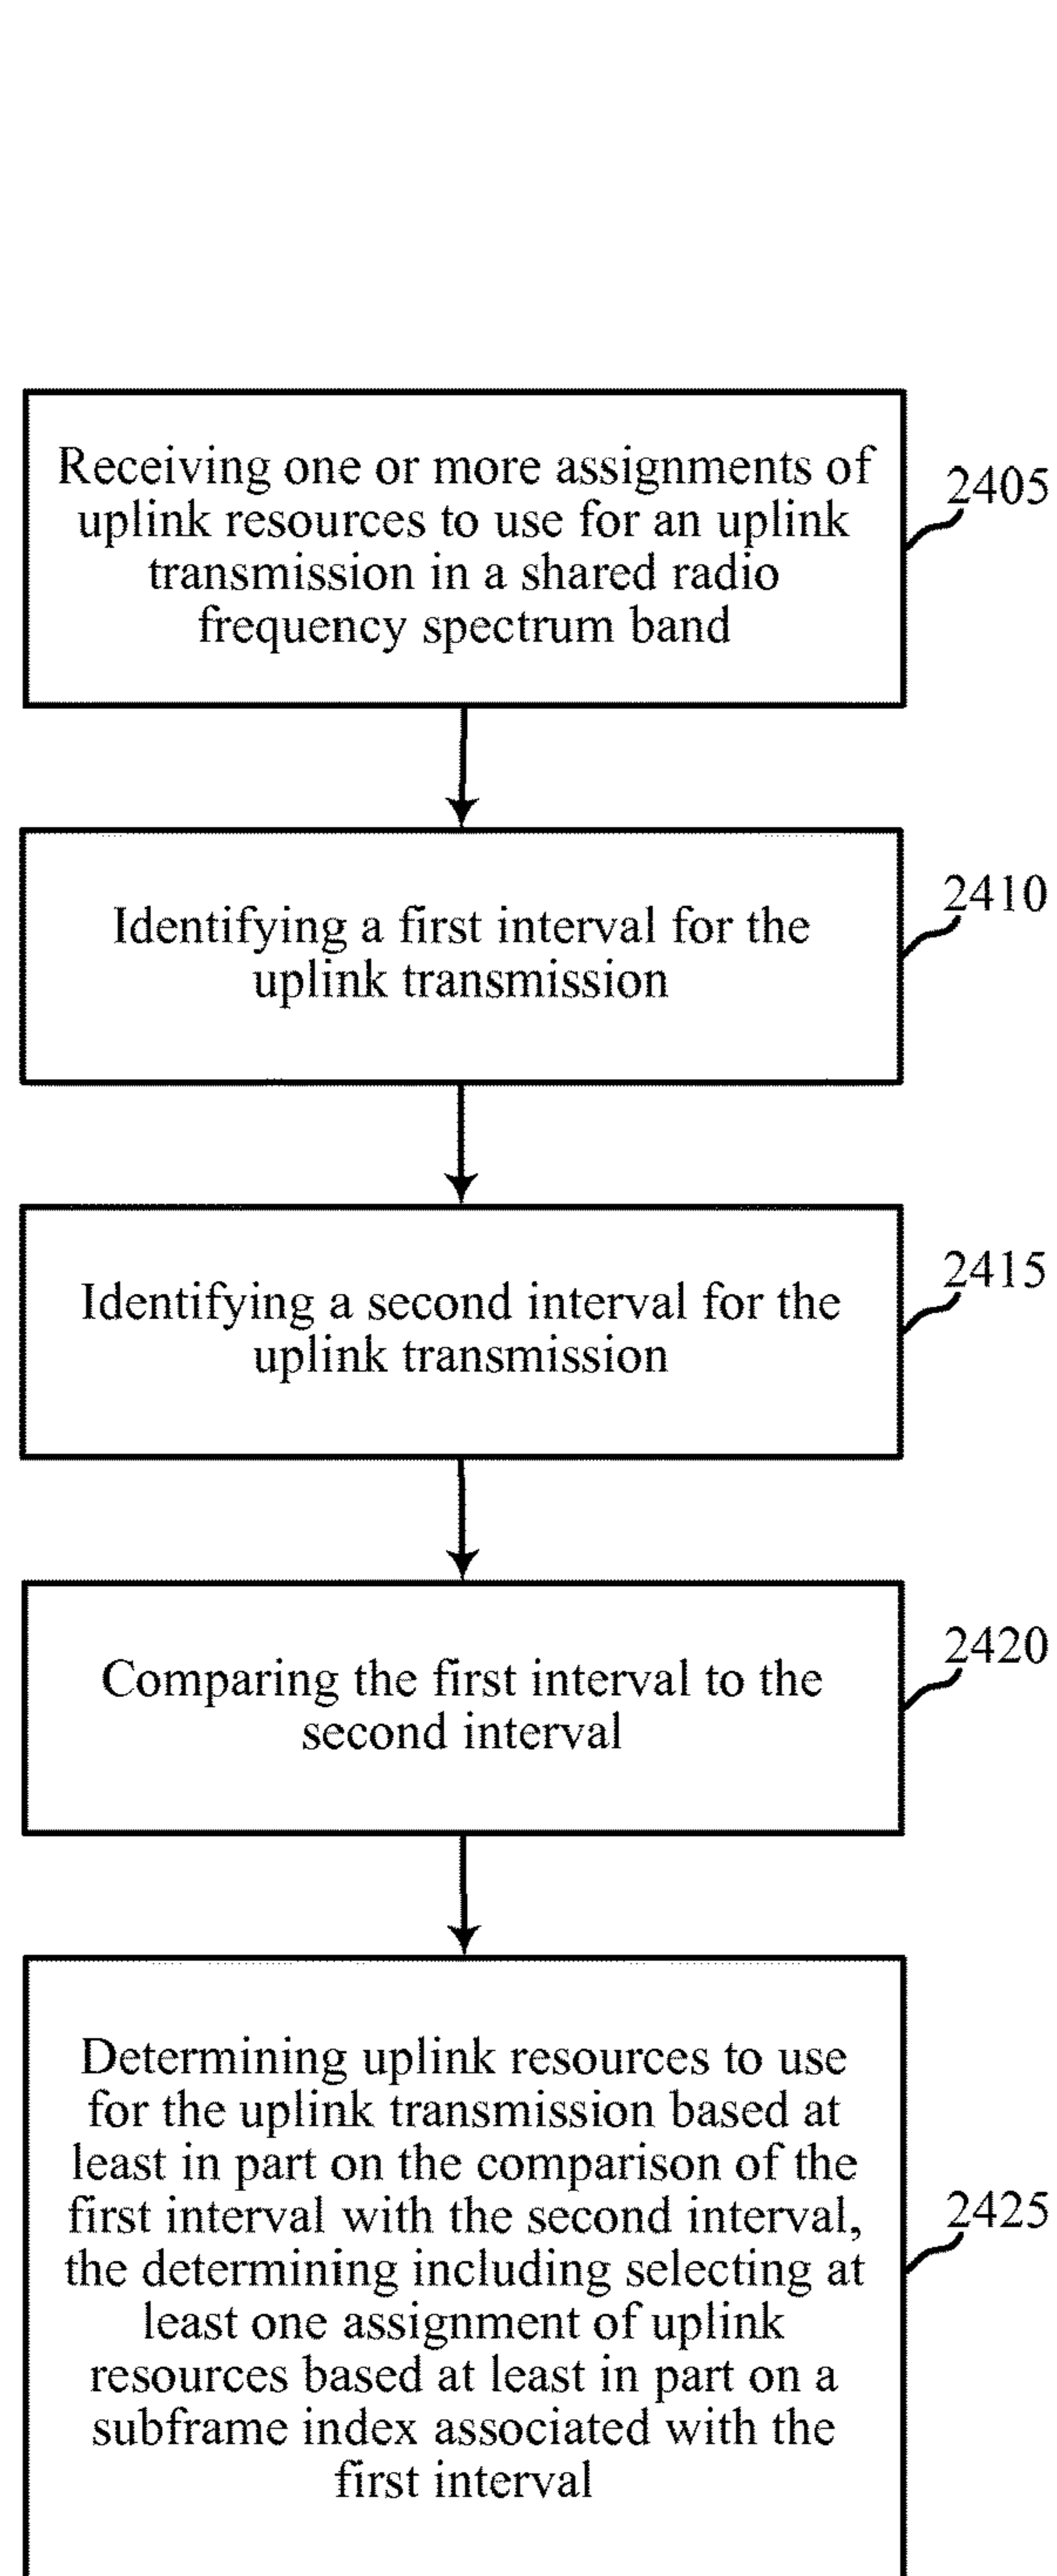 Receiving one or more assignments of
uplink resources to use for an uplink
transmission in a shared radio
frequency spectrum band
2405
Identifying a first interval for the
uplink transmission
2410
Identifying a second interval for the
uplink transmission
2415
Comparing the first interval to the
second interval
2420
Determining uplink resources to use
for the uplink transmission based at
least in part on the comparison of the
first interval with the second interval,
the determining including selecting at
least one assignment of uplink
resources based at least in part on a
subframe index associated with the
first interval
2425